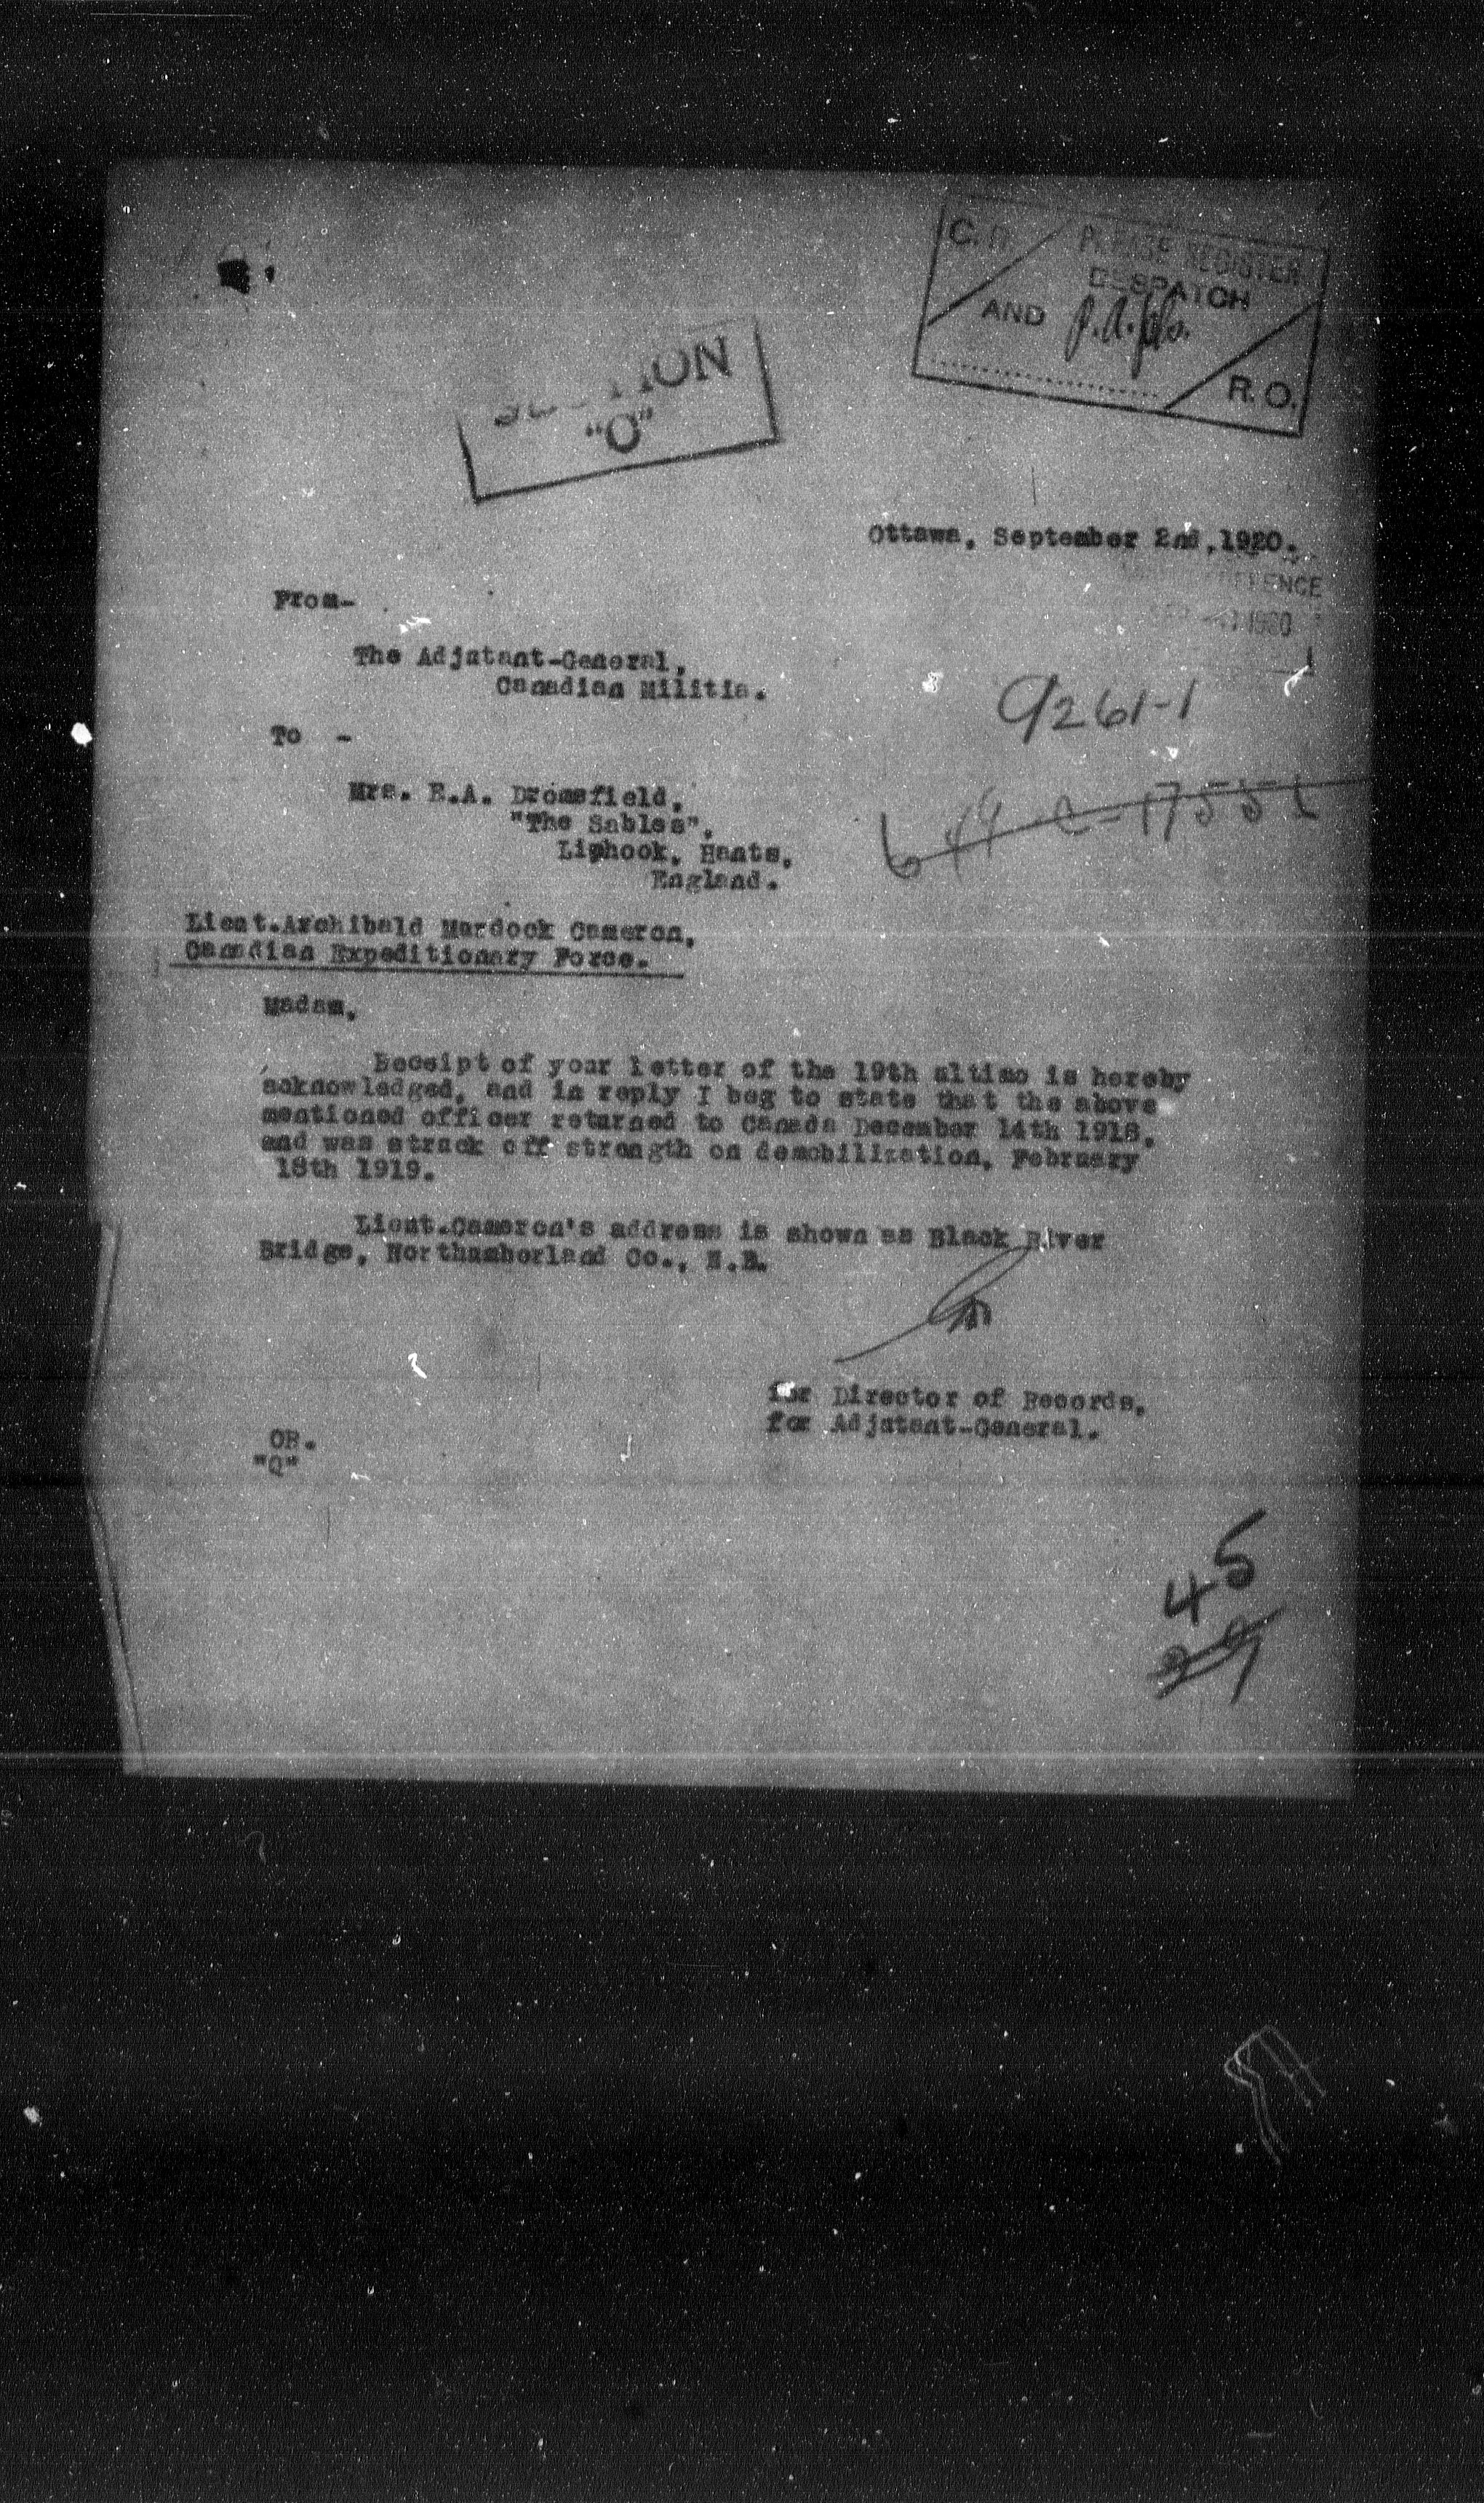 PLEASE REGISTER
DESPATCH
AND
R.O.
"O"
Ottawa, September 2nd, 1920.
1920
From-
The Adjutant-General,
Canadian Militia.
9261-1
To -
Mrs. E.A. Dromsfield,
"The Sables",
Liphook, Hants,
England.
Lieut. Archibald Murdock Cameron,
Canadian Expeditionary Force.
Madam,
Receipt of your letter of the 19th ultimo is hereby
acknowledged, and in reply I beg to state that the above
mentioned officer returned to Canada December 14th 1918,
and was struck off strength on demobilization, February
18th 1919.
Lieut. Cameron's address is shown as Black River
Bridge, Northumberland Co., N.B.
for Director of Records,
for Adjutant-General.
OB.
"Q"
45